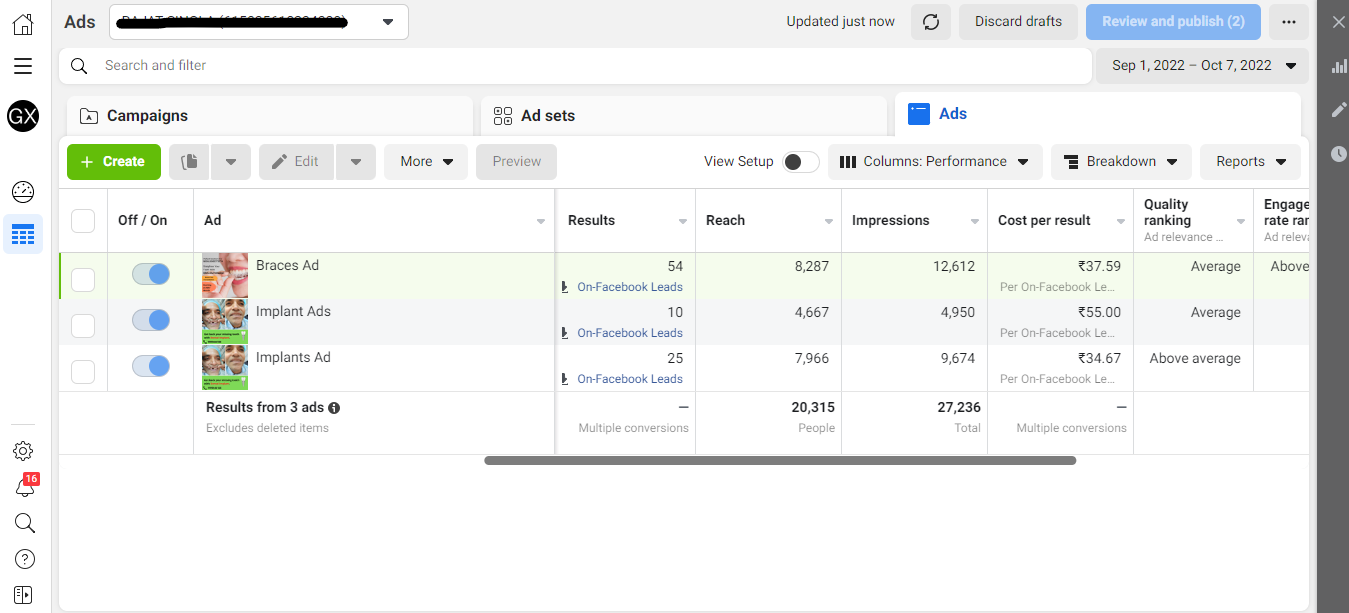 Ads
Updated just now
Discard drafts
Review and publish (2)
Search and filter
Sep 1, 2022 – Oct 7, 2022
GX
Campaigns
Ad sets
Ads
+ Create
Edit
More
Preview
View Setup
Columns: Performance
Breakdown
Reports
Off / On
Ad
Results
Reach
Impressions
Cost per result
Quality
ranking
Ad relevance ...
Engage
rate ran
Ad releva
Braces Ad
54
8,287
12,612
₹37.59
Average
Above
On-Facebook Leads
Per On-Facebook Le...
Implant Ads
10
4,667
4,950
₹55.00
Average
On-Facebook Leads
Per On-Facebook Le...
Implants Ad
25
7,966
9,674
₹34.67
Above average
On-Facebook Leads
Per On-Facebook Le...
Results from 3 ads
—
20,315
27,236
—
Excludes deleted items
Multiple conversions
People
Total
Multiple conversions
16